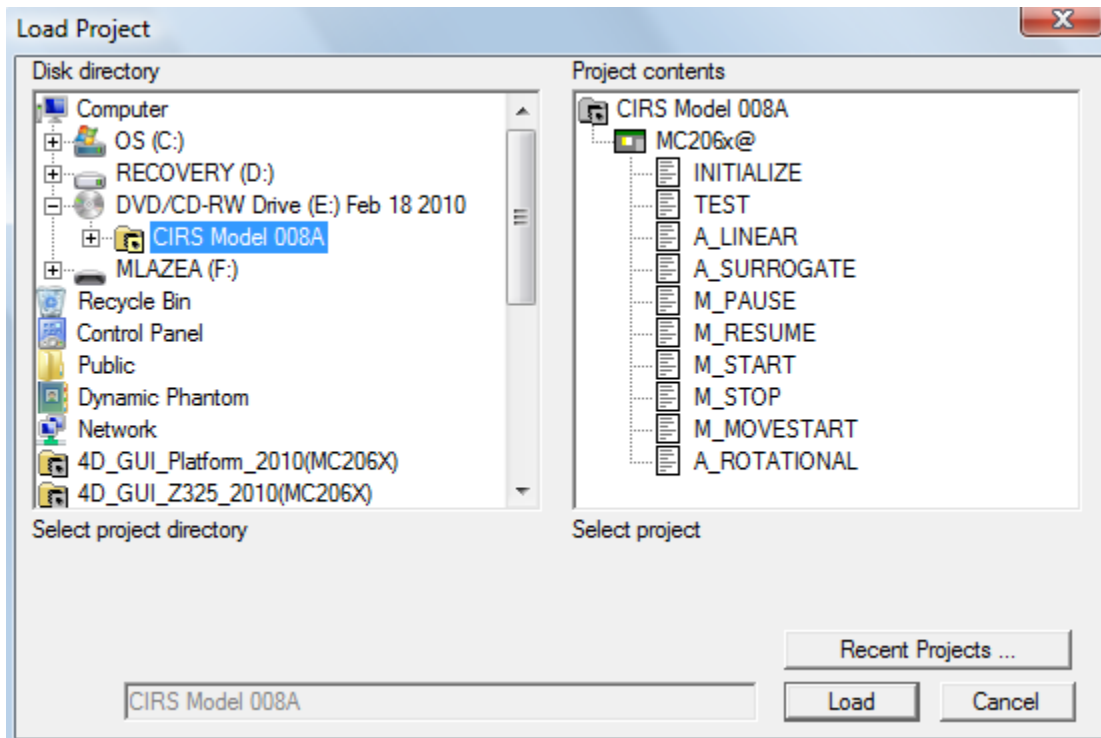 Load Project
Disk directory
Computer
OS (C:)
RECOVERY (D:)
DVD/CD-RW Drive (E:) Feb 18 2010
CIRS Model 008A
MLAZEA (F:)
Recycle Bin
Control Panel
Public
Dynamic Phantom
Network
4D_GUI_Platform_2010(MC206X)
4D_GUI_Z325_2010(MC206X)
Select project directory
Project contents
CIRS Model 008A
MC206x@
INITIALIZE
TEST
A_LINEAR
A_SURROGATE
M_PAUSE
M_RESUME
M_START
M_STOP
M_MOVESTART
A_ROTATIONAL
Select project
Recent Projects ...
CIRS Model 008A
Load
Cancel